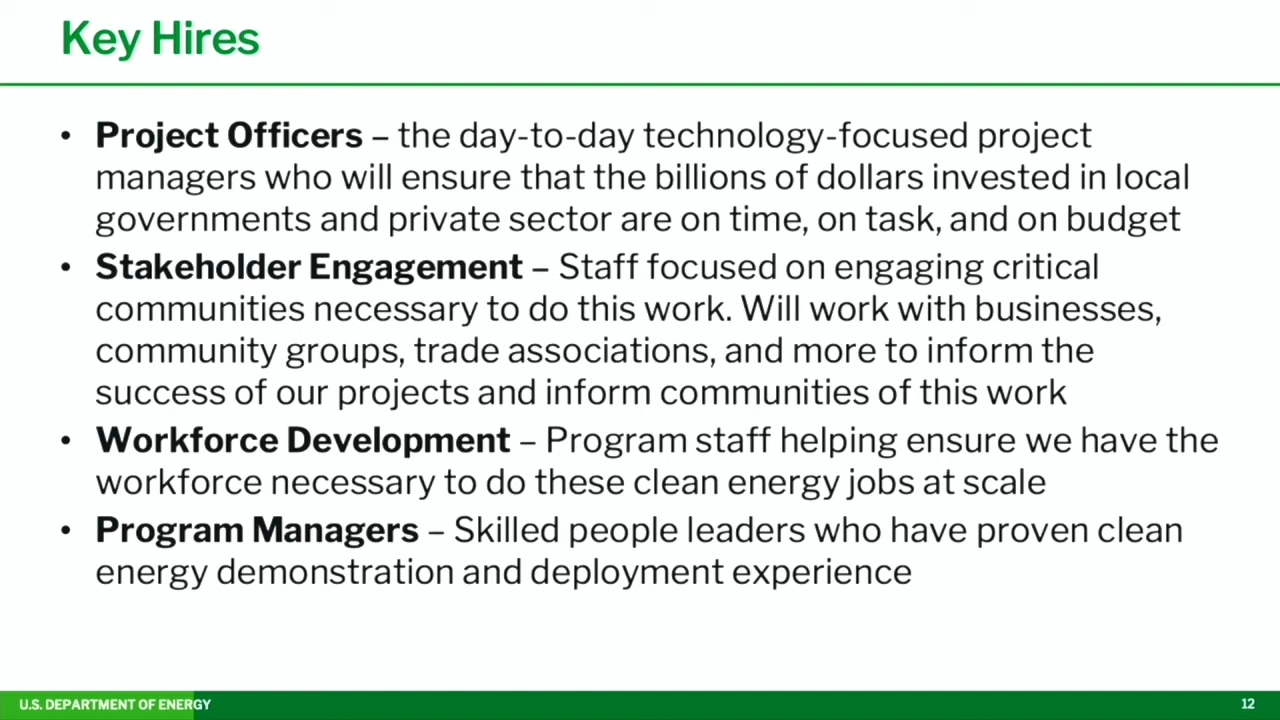 Key Hires
• Project Officers – the day-to-day technology-focused project
managers who will ensure that the billions of dollars invested in local
governments and private sector are on time, on task, and on budget
• Stakeholder Engagement – Staff focused on engaging critical
communities necessary to do this work. Will work with businesses,
community groups, trade associations, and more to inform the
success of our projects and inform communities of this work
• Workforce Development – Program staff helping ensure we have the
workforce necessary to do these clean energy jobs at scale
• Program Managers – Skilled people leaders who have proven clean
energy demonstration and deployment experience
U.S. DEPARTMENT OF ENERGY
12